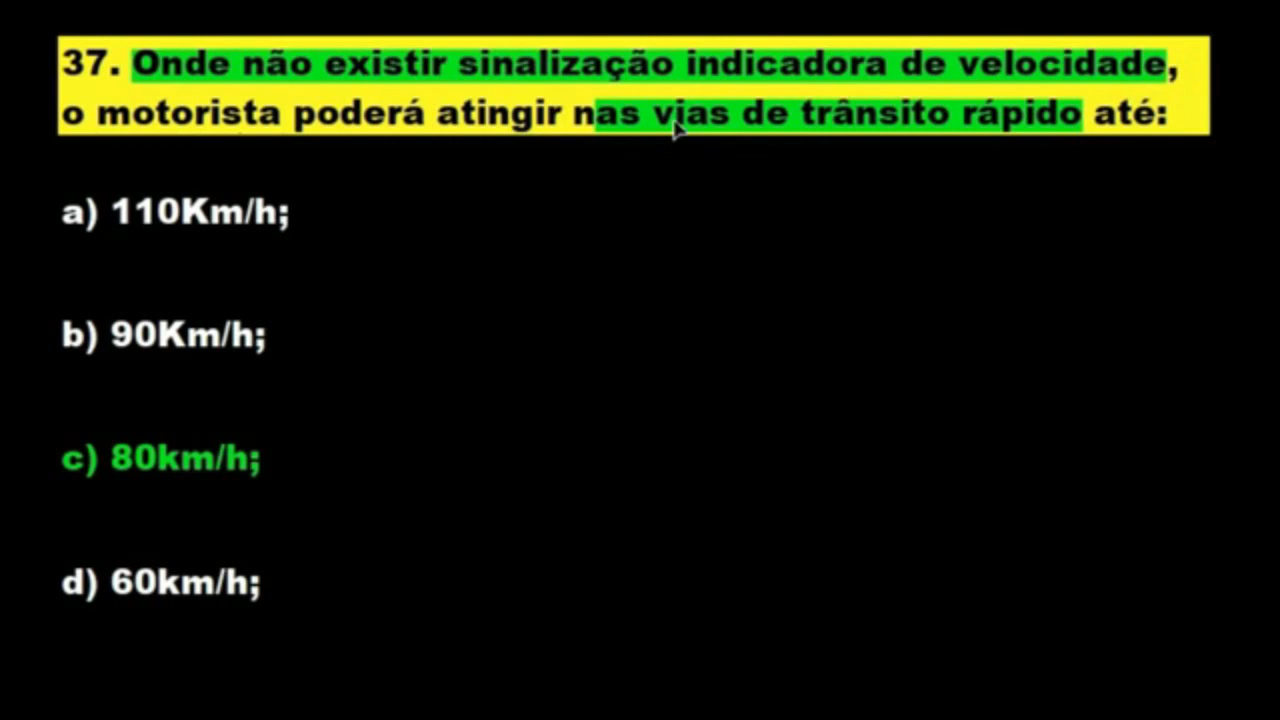 37. Onde não existir sinalização indicadora de velocidade,
o motorista poderá atingir nas vias de trânsito rápido até:
a) 110Km/h;
b) 90Km/h;
c) 80km/h;
d) 60km/h;